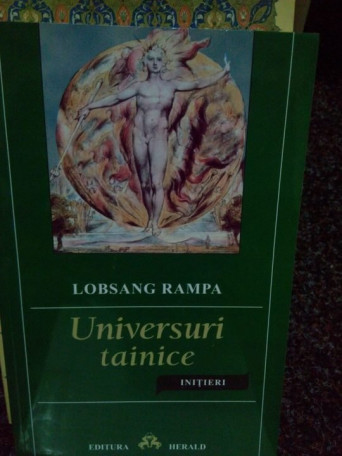 LOBSANG RAMPA
Universuri
tainice
INIȚIERI
EDITURA HERALD